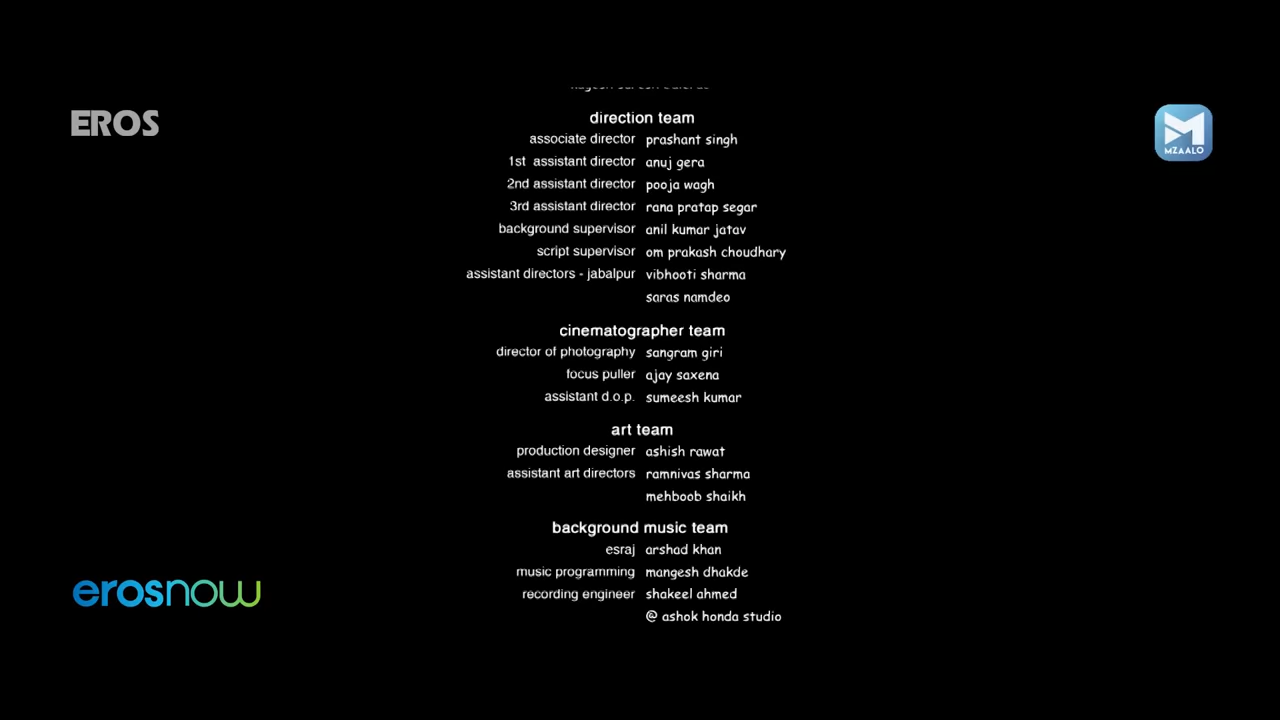 EROS
MZAALO
direction team
associate director prashant singh
1st assistant director anuj gera
2nd assistant director pooja wagh
3rd assistant director rana pratap segar
background supervisor anil kumar jatav
script supervisor om prakash choudhary
assistant directors - jabalpur vibhooti sharma
saras namdeo
cinematographer team
director of photography sangram giri
focus puller ajay saxena
assistant d.o.p. sumeesh kumar
art team
production designer ashish rawat
assistant art directors ramnivas sharma
mehboob shaikh
background music team
esraj arshad khan
music programming mangesh dhakde
recording engineer shakeel ahmed
@ ashok honda studio
erosnow